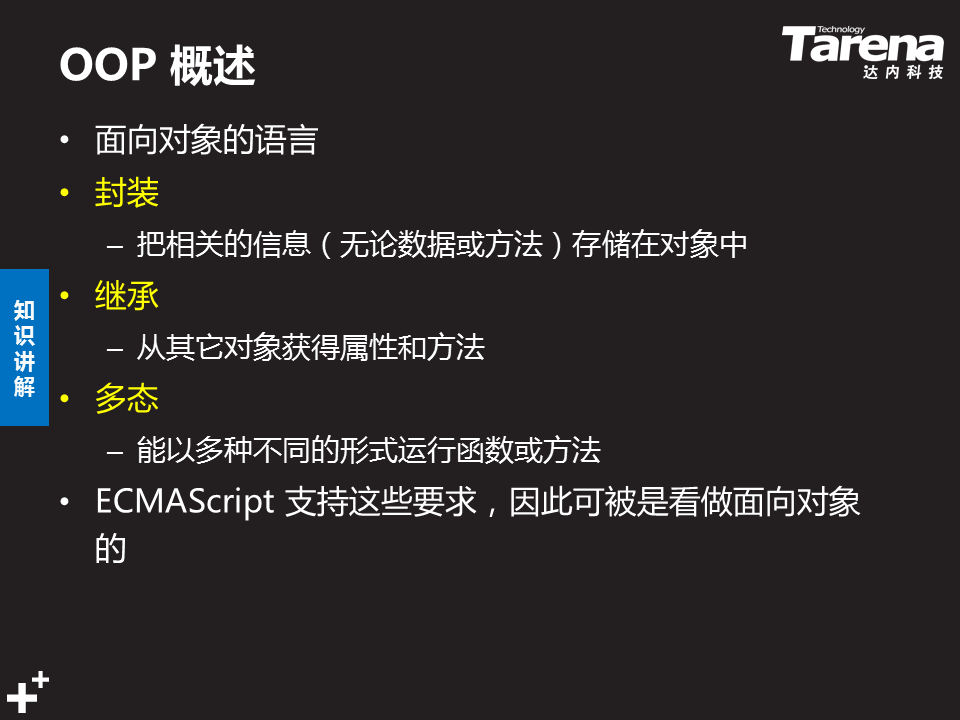 OOP 概述
Technology
Tarena
达内科技
• 面向对象的语言
• 封装
– 把相关的信息（无论数据或方法）存储在对象中
• 继承
– 从其它对象获得属性和方法
• 多态
– 能以多种不同的形式运行函数或方法
• ECMAScript 支持这些要求，因此可被是看做面向对象
的
知
识
讲
解